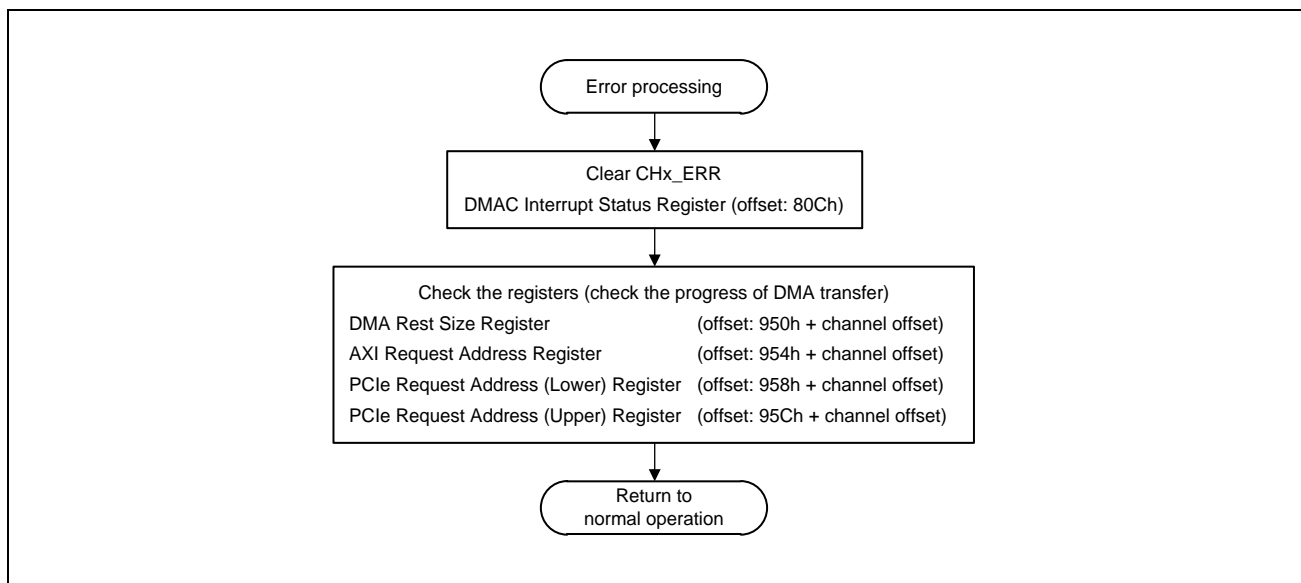 Error processing
Clear CHx_ERR
DMAC Interrupt Status Register (offset: 80Ch)
Check the registers (check the progress of DMA transfer)
DMA Rest Size Register (offset: 950h + channel offset)
AXI Request Address Register (offset: 954h + channel offset)
PCIe Request Address (Lower) Register (offset: 958h + channel offset)
PCIe Request Address (Upper) Register (offset: 95Ch + channel offset)
Return to
normal operation